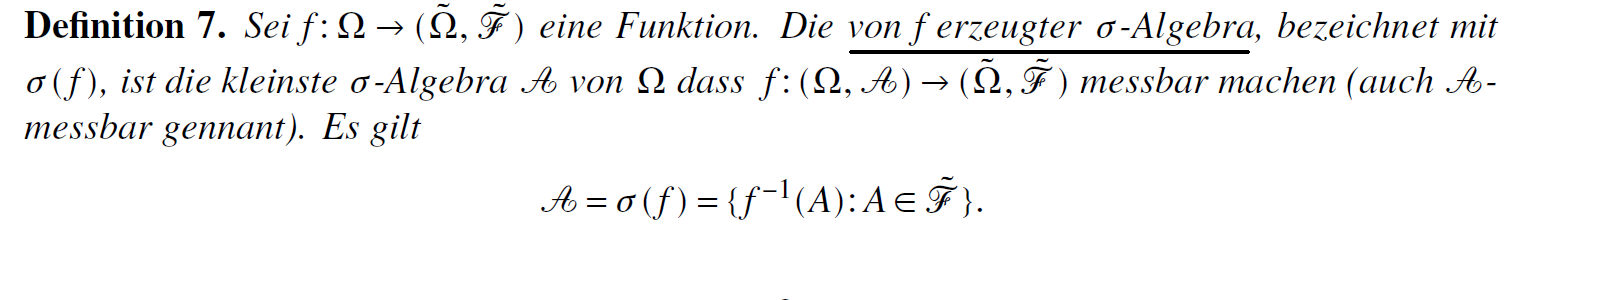 Definition 7. Sei f: Ω → (Ω̃, ℱ̃) eine Funktion. Die von f erzeugter σ-Algebra, bezeichnet mit
σ(f), ist die kleinste σ-Algebra 𝒜 von Ω dass f: (Ω, 𝒜) → (Ω̃, ℱ̃) messbar machen (auch 𝒜-
messbar gennant). Es gilt
𝒜 = σ(f) = {f⁻¹(A): A ∈ ℱ̃}.